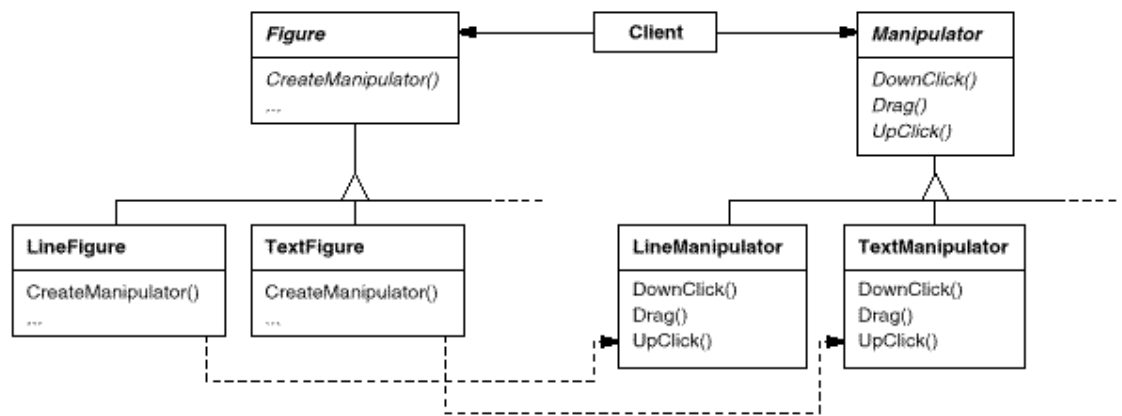 Figure
CreateManipulator()
...
Client
Manipulator
DownClick()
Drag()
UpClick()
LineFigure
CreateManipulator()
...
TextFigure
CreateManipulator()
...
LineManipulator
DownClick()
Drag()
UpClick()
TextManipulator
DownClick()
Drag()
UpClick()